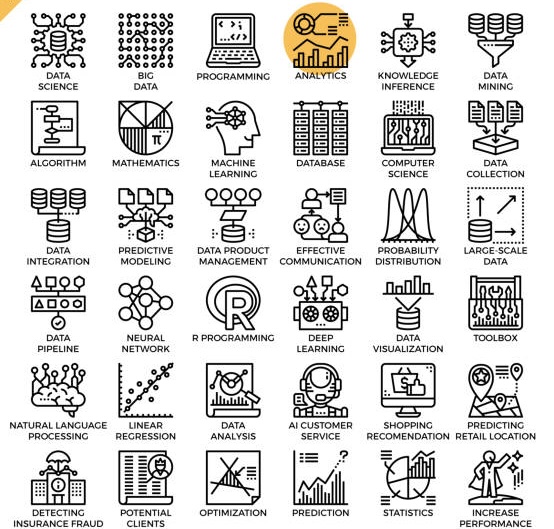 DATA
SCIENCE
BIG
DATA
PROGRAMMING
ANALYTICS
KNOWLEDGE
INFERENCE
DATA
MINING
ALGORITHM
MATHEMATICS
π
MACHINE
LEARNING
DATABASE
COMPUTER
SCIENCE
DATA
COLLECTION
DATA
INTEGRATION
PREDICTIVE
MODELING
DATA PRODUCT
MANAGEMENT
EFFECTIVE
COMMUNICATION
PROBABILITY
DISTRIBUTION
LARGE-SCALE
DATA
DATA
PIPELINE
NEURAL
NETWORK
R
R PROGRAMMING
DEEP
LEARNING
DATA
VISUALIZATION
TOOLBOX
NATURAL LANGUAGE
PROCESSING
LINEAR
REGRESSION
DATA
ANALYSIS
AI
AI CUSTOMER
SERVICE
$
SHOPPING
RECOMENDATION
PREDICTING
RETAIL LOCATION
DETECTING
INSURANCE FRAUD
POTENTIAL
CLIENTS
OPTIMIZATION
?
PREDICTION
STATISTICS
INCREASE
PERFORMANCE